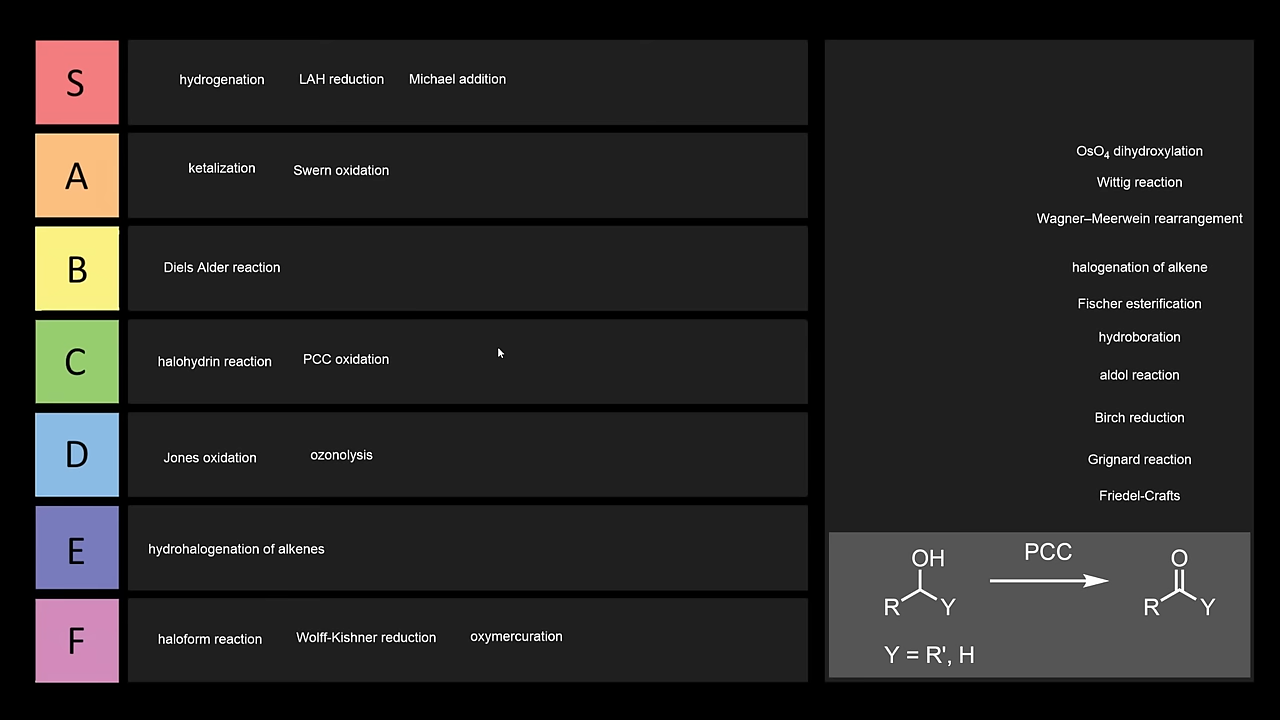 S
hydrogenation LAH reduction Michael addition
A
ketalization Swern oxidation
B
Diels Alder reaction
C
halohydrin reaction PCC oxidation
D
Jones oxidation ozonolysis
E
hydrohalogenation of alkenes
F
haloform reaction Wolff-Kishner reduction oxymercuration
OsO₄ dihydroxylation
Wittig reaction
Wagner–Meerwein rearrangement
halogenation of alkene
Fischer esterification
hydroboration
aldol reaction
Birch reduction
Grignard reaction
Friedel-Crafts
OH PCC O
R Y R Y
Y = R', H